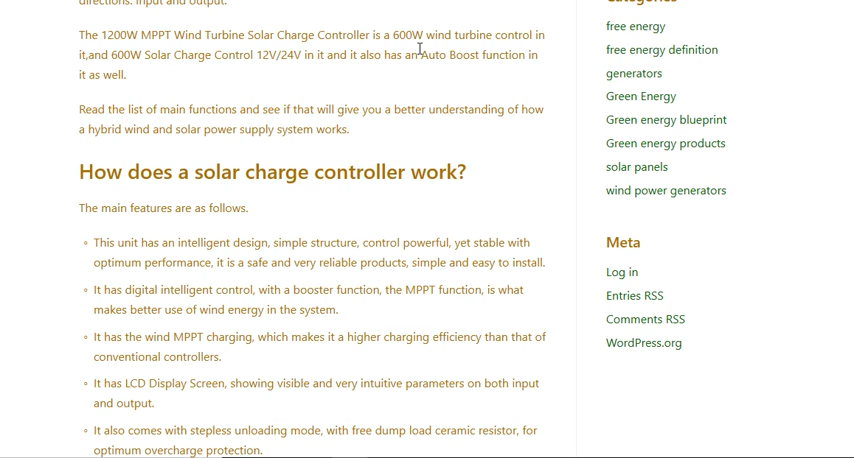 directions. Input and output.
The 1200W MPPT Wind Turbine Solar Charge Controller is a 600W wind turbine control in
it,and 600W Solar Charge Control 12V/24V in it and it also has an Auto Boost function in
it as well.
Read the list of main functions and see if that will give you a better understanding of how
a hybrid wind and solar power supply system works.
How does a solar charge controller work?
The main features are as follows.
This unit has an intelligent design, simple structure, control powerful, yet stable with
optimum performance, it is a safe and very reliable products, simple and easy to install.
It has digital intelligent control, with a booster function, the MPPT function, is what
makes better use of wind energy in the system.
It has the wind MPPT charging, which makes it a higher charging efficiency than that of
conventional controllers.
It has LCD Display Screen, showing visible and very intuitive parameters on both input
and output.
It also comes with stepless unloading mode, with free dump load ceramic resistor, for
optimum overcharge protection.
Categories
free energy
free energy definition
generators
Green Energy
Green energy blueprint
Green energy products
solar panels
wind power generators
Meta
Log in
Entries RSS
Comments RSS
WordPress.org